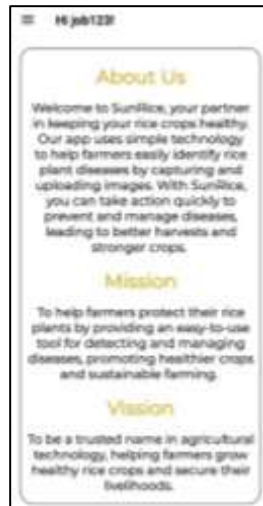 Hi job123!
About Us
Welcome to SunRice, your partner
in keeping your rice crops healthy.
Our app uses simple technology
to help farmers easily identify rice
plant diseases by capturing and
uploading images. With SunRice,
you can take action quickly to
prevent and manage diseases,
leading to better harvests and
stronger crops.
Mission
To help farmers protect their rice
plants by providing an easy-to-use
tool for detecting and managing
diseases, promoting healthier crops
and sustainable farming.
Vission
To be a trusted name in agricultural
technology, helping farmers grow
healthy rice crops and secure their
livelihoods.